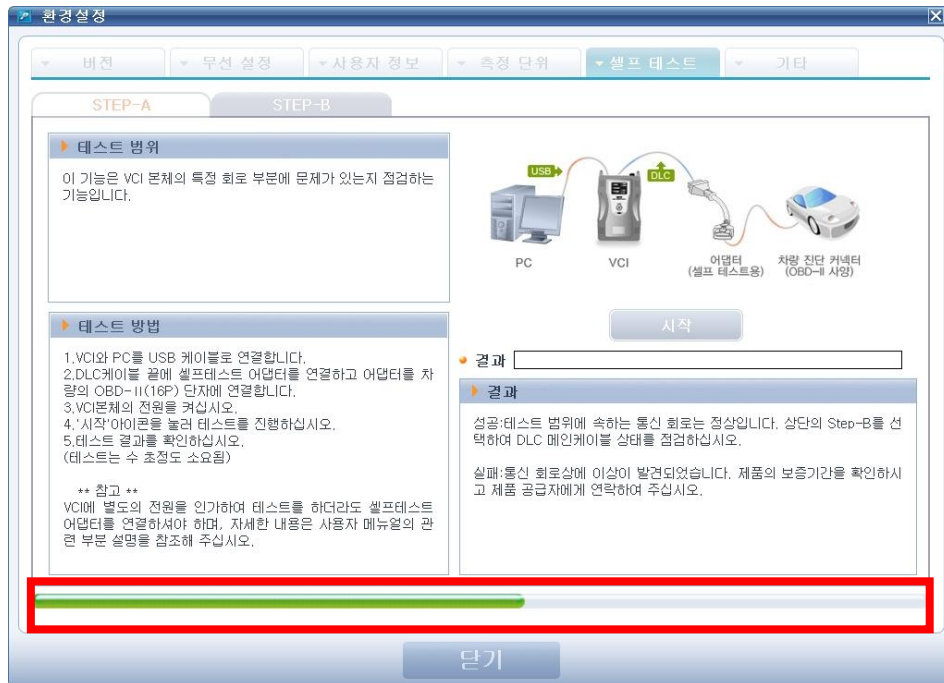 환경설정
버전
무선 설정
사용자 정보
측정 단위
셀프 테스트
기타
STEP-A
STEP-B
테스트 범위
이 기능은 VCI 본체의 특정 회로 부분에 문제가 있는지 점검하는
기능입니다.
USB
DLC
PC
VCI
어댑터
(셀프 테스트용)
차량 진단 커넥터
(OBD-II 사양)
테스트 방법
1.VCI와 PC를 USB 케이블로 연결합니다.
2.DLC케이블 끝에 셀프테스트 어댑터를 연결하고 어댑터를 차
량의 OBD-II(16P) 단자에 연결합니다.
3.VCI본체의 전원을 켜십시오.
4.'시작'아이콘을 눌러 테스트를 진행하십시오.
5.테스트 결과를 확인하십시오.
(테스트는 수 초정도 소요됨)
** 참고 **
VCI에 별도의 전원을 인가하여 테스트를 하더라도 셀프테스트
어댑터를 연결하셔야 하며, 자세한 내용은 사용자 메뉴얼의 관
련 부분 설명을 참조해 주십시오.
시작
결과
결과
성공:테스트 범위에 속하는 통신 회로는 정상입니다. 상단의 Step-B를 선
택하여 DLC 메인케이블 상태를 점검하십시오.
실패:통신 회로상에 이상이 발견되었습니다. 제품의 보증기간을 확인하시
고 제품 공급자에게 연락하여 주십시오.
닫기